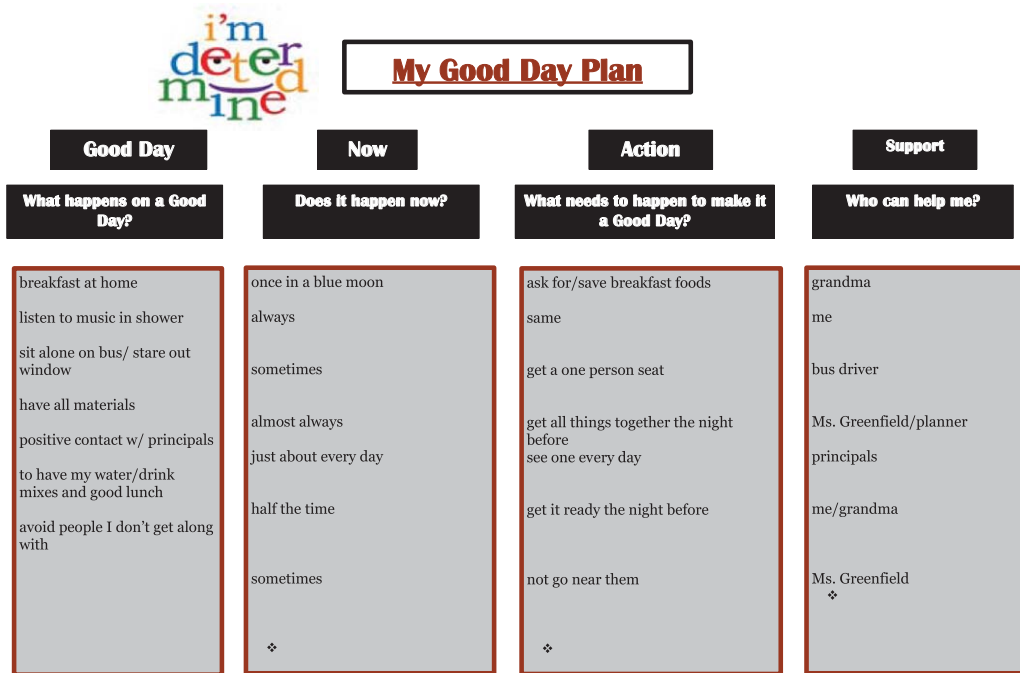 i'm
deter
mined
My Good Day Plan
Good Day
Now
Action
Support
What happens on a Good
Day?
Does it happen now?
What needs to happen to make it
a Good Day?
Who can help me?
breakfast at home
listen to music in shower
sit alone on bus/ stare out
window
have all materials
positive contact w/ principals
to have my water/drink
mixes and good lunch
avoid people I don't get along
with
once in a blue moon
always
sometimes
almost always
just about every day
half the time
sometimes
❖
ask for/save breakfast foods
same
get a one person seat
get all things together the night
before
see one every day
get it ready the night before
not go near them
❖
grandma
me
bus driver
Ms. Greenfield/planner
principals
me/grandma
Ms. Greenfield
❖